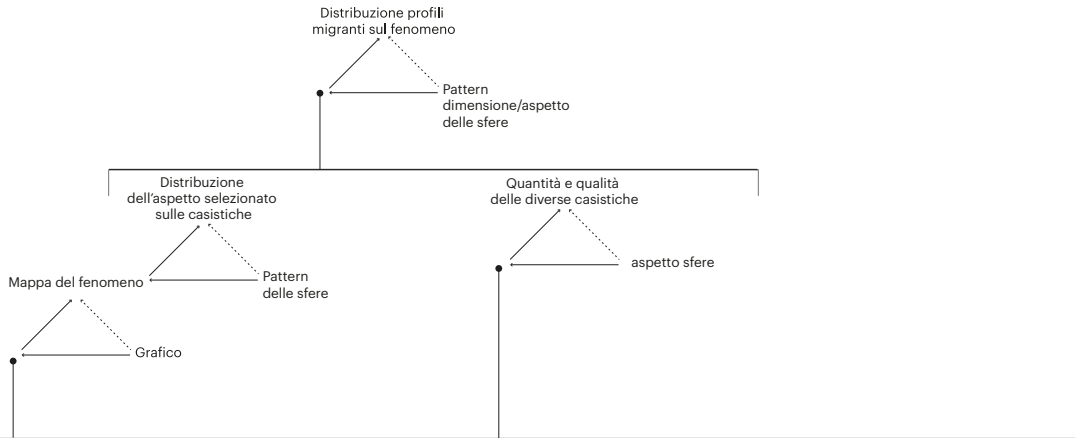 Distribuzione profili
migranti sul fenomeno
Pattern
dimensione/aspetto
delle sfere
Distribuzione
dell'aspetto selezionato
sulle casistiche
Quantità e qualità
delle diverse casistiche
Mappa del fenomeno
Pattern
delle sfere
aspetto sfere
Grafico